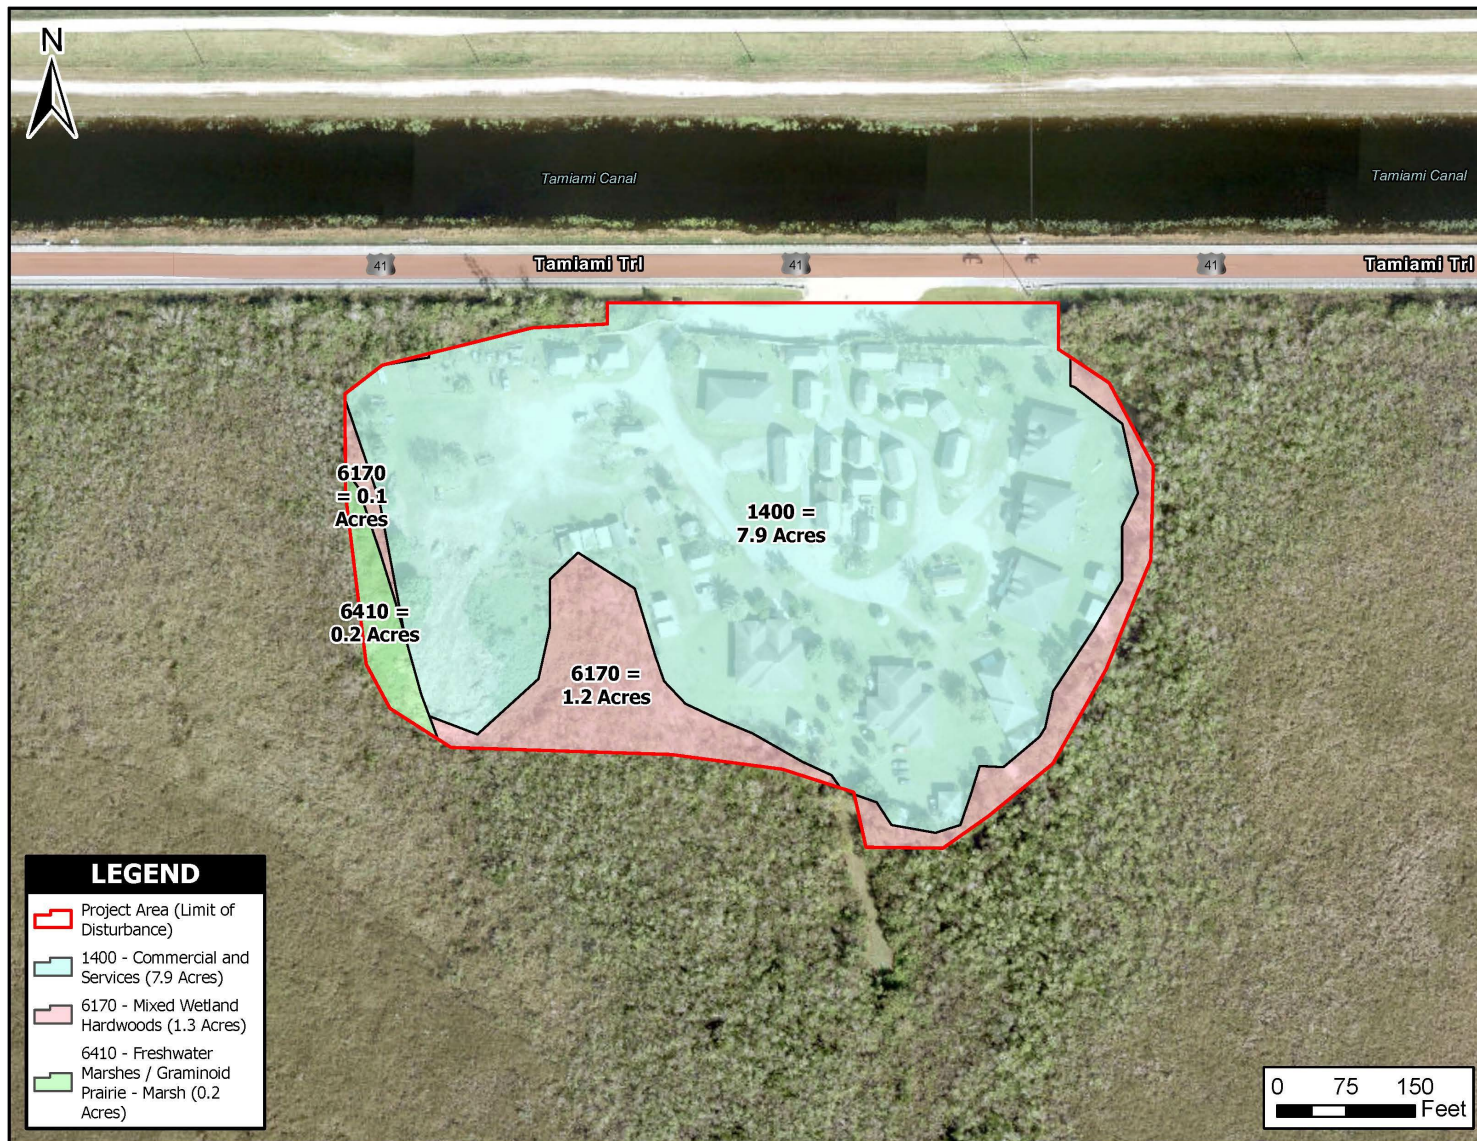 N
Tamiami Canal
Tamiami Canal
41
Tamiami Trl
41
41
Tamiami Trl
6170
= 0.1
Acres
1400 =
7.9 Acres
6410 =
0.2 Acres
6170 =
1.2 Acres
LEGEND
Project Area (Limit of
Disturbance)
1400 - Commercial and
Services (7.9 Acres)
6170 - Mixed Wetland
Hardwoods (1.3 Acres)
6410 - Freshwater
Marshes / Graminoid
Prairie - Marsh (0.2
Acres)
0 75 150
Feet